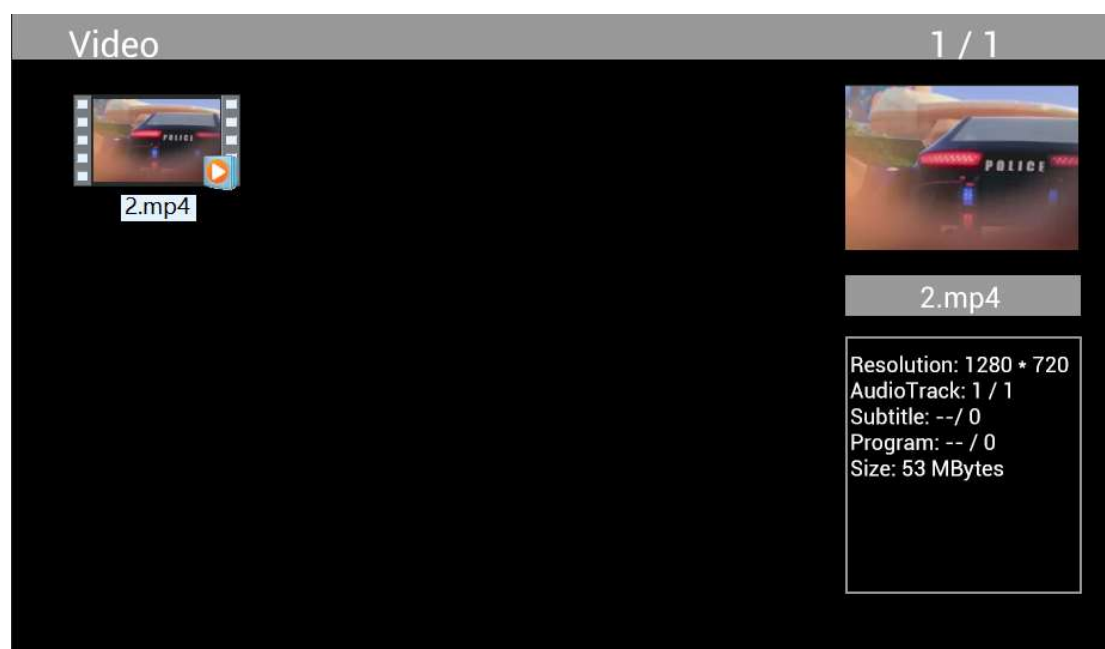 Video
1 / 1
POLICE
2.mp4
POLICE
2.mp4
Resolution: 1280 * 720
AudioTrack: 1 / 1
Subtitle: --/ 0
Program: -- / 0
Size: 53 MBytes